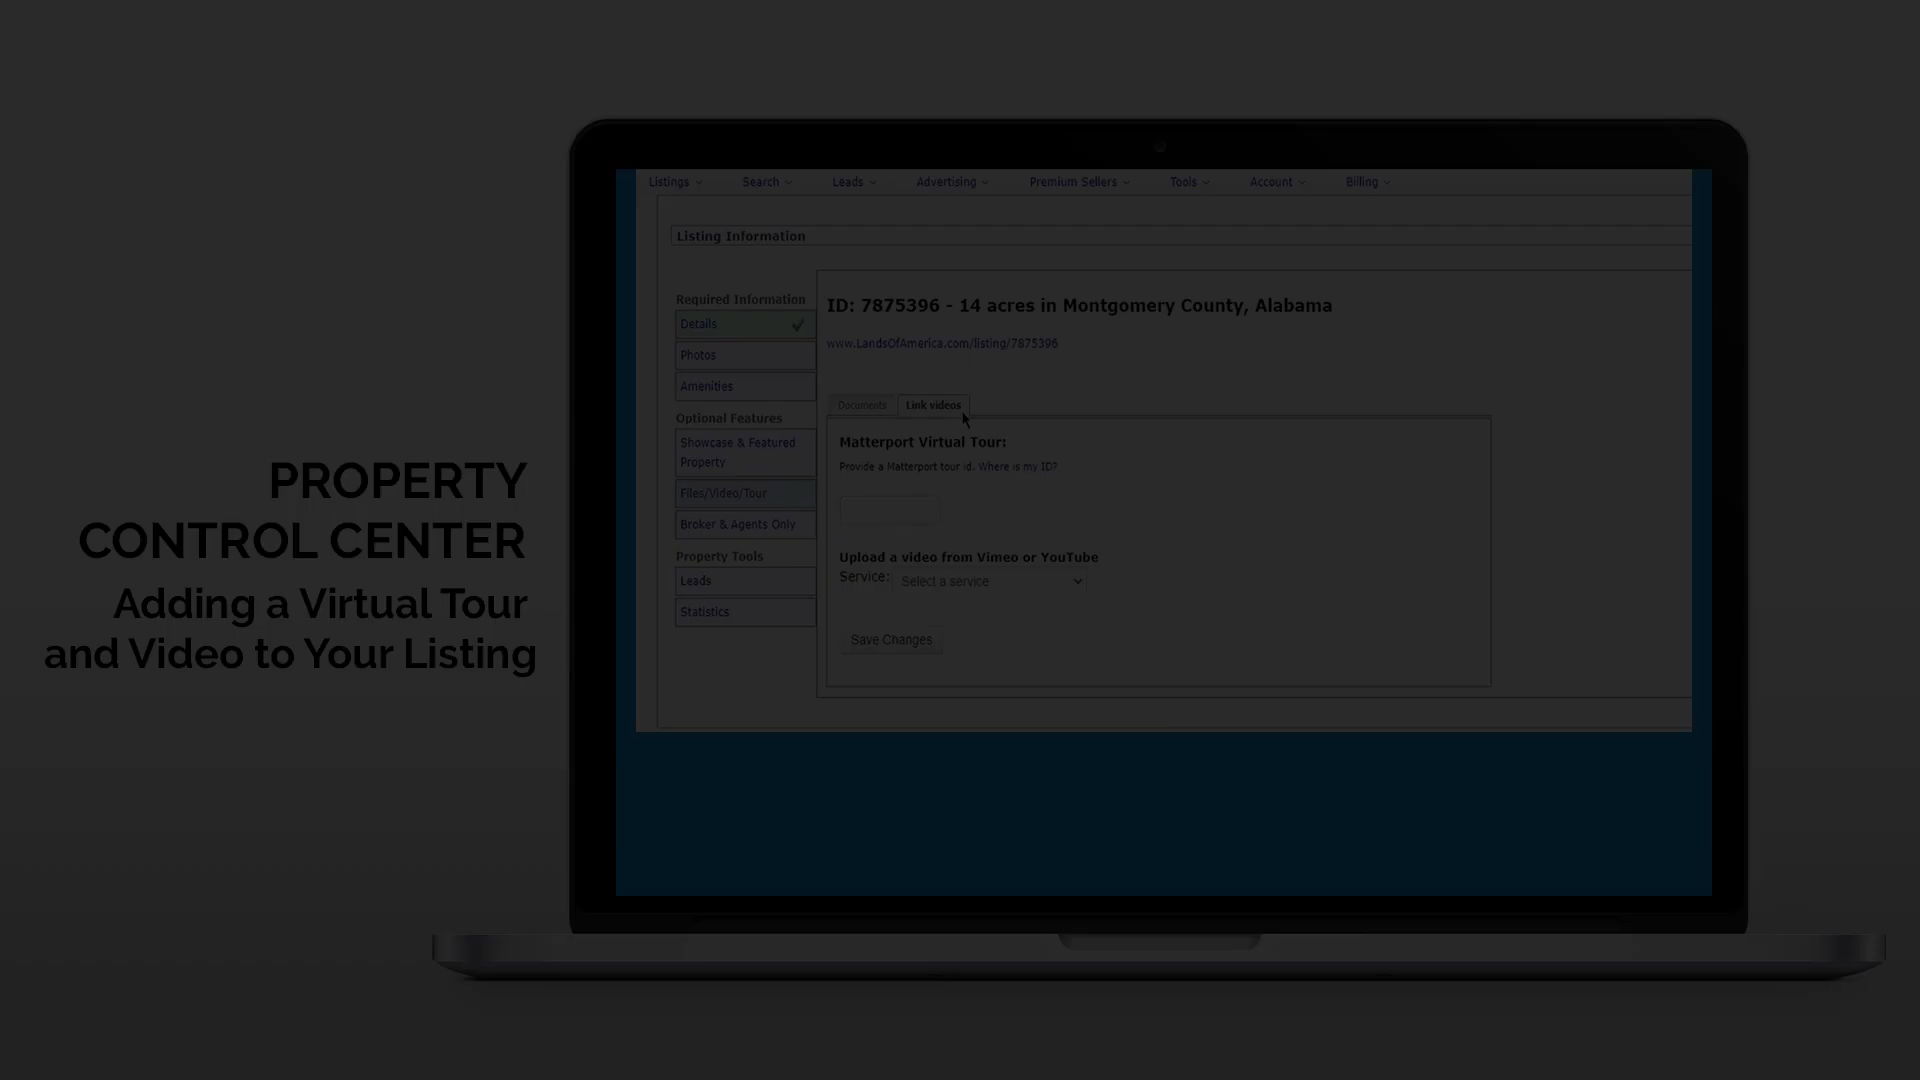 PROPERTY
CONTROL CENTER
Adding a Virtual Tour
and Video to Your Listing
Listings Search Leads Advertising Premium Sellers Tools Account Billing
Listing Information
Required Information
Details
Photos
Amenities
Optional Features
Showcase & Featured
Property
Files/Video/Tour
Broker & Agents Only
Property Tools
Leads
Statistics
ID: 7875396 - 14 acres in Montgomery County, Alabama
www.LandsOfAmerica.com/listing/7875396
Documents Link videos
Matterport Virtual Tour:
Provide a Matterport tour id. Where is my ID?
Upload a video from Vimeo or YouTube
Service: Select a service
Save Changes